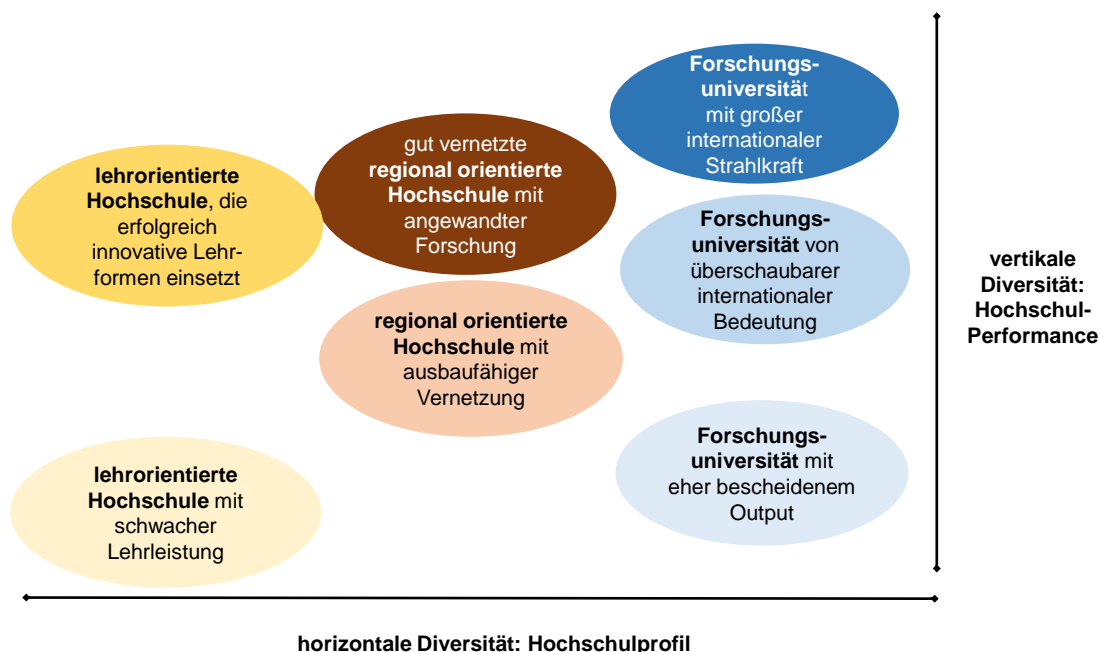 Forschungs-
universität
mit großer
internationaler
Strahlkraft
gut vernetzte
regional orientierte
Hochschule mit
angewandter
Forschung
lehrorientierte
Hochschule, die
erfolgreich
innovative Lehr-
formen einsetzt
Forschungs-
universität von
überschaubarer
internationaler
Bedeutung
regional orientierte
Hochschule mit
ausbaufähiger
Vernetzung
Forschungs-
universität mit
eher bescheidenem
Output
lehrorientierte
Hochschule mit
schwacher
Lehrleistung
vertikale
Diversität:
Hochschul-
Performance
horizontale Diversität: Hochschulprofil